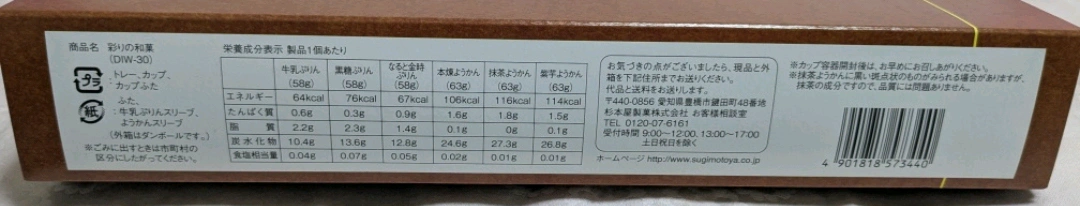 商品名 彩りの和菓
(DIW-30)
プラ
:トレー、カップ、
カップふた
紙
ふた、
:牛乳ぷりんスリーブ、
ようかんスリーブ
(外箱はダンボールです。)
※ごみに出すときは市町村の
区分にしたがってください。
栄養成分表示 製品1個あたり
牛乳ぷりん (58g) 黒糖ぷりん (58g) なると金時ぷりん (58g) 本煉ようかん (63g) 抹茶ようかん (63g) 紫芋ようかん (63g)
エネルギー 64kcal 76kcal 67kcal 106kcal 116kcal 114kcal
たんぱく質 0.6g 0.3g 0.9g 1.6g 1.8g 1.5g
脂質 2.2g 2.3g 1.4g 0.1g 0g 0.1g
炭水化物 10.4g 13.6g 12.8g 24.6g 27.3g 26.8g
食塩相当量 0.04g 0.07g 0.05g 0.02g 0.01g 0.01g
お気づきの点がございましたら、現品と外
箱を下記住所までお送りください。
代品と送料をお送りします。
〒440-0856 愛知県豊橋市鍵田町48番地
杉本屋製菓株式会社 お客様相談室
TEL 0120-07-6161
受付時間 9:00〜12:00、13:00〜17:00
土日祝日を除く
ホームページ http://www.sugimotoya.co.jp
※カップ容器開封後は、お早めにお召しあがりください。
※抹茶ようかんに黒い斑点状のものがみられる場合がありますが、
抹茶の成分ですので、品質には問題ありません。
4 901818 573440